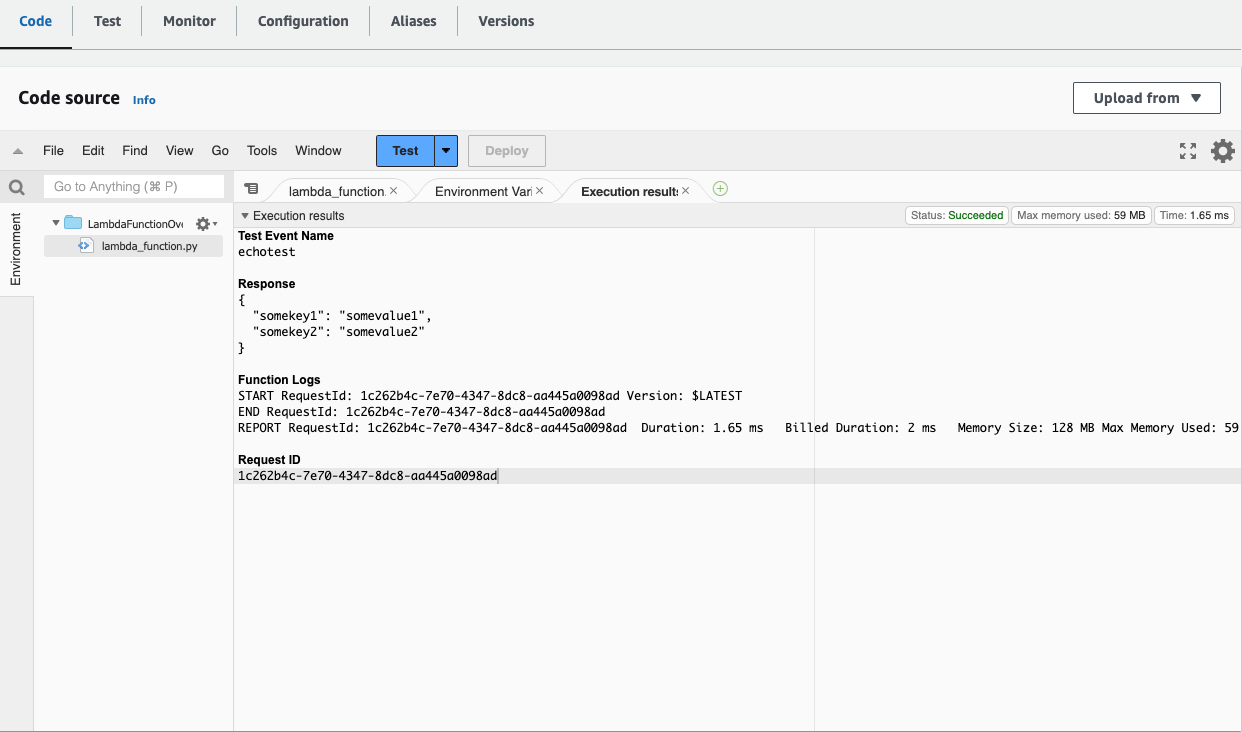 Code Test Monitor Configuration Aliases Versions
Code source Info Upload from
File Edit Find View Go Tools Window Test Deploy
Go to Anything (⌘ P)
lambda_function. Environment Vari Execution results
Environment
LambdaFunctionOve
lambda_function.py
Execution results Status: Succeeded Max memory used: 59 MB Time: 1.65 ms
Test Event Name
echotest
Response
{
"somekey1": "somevalue1",
"somekey2": "somevalue2"
}
Function Logs
START RequestId: 1c262b4c-7e70-4347-8dc8-aa445a0098ad Version: $LATEST
END RequestId: 1c262b4c-7e70-4347-8dc8-aa445a0098ad
REPORT RequestId: 1c262b4c-7e70-4347-8dc8-aa445a0098ad Duration: 1.65 ms Billed Duration: 2 ms Memory Size: 128 MB Max Memory Used: 59
Request ID
1c262b4c-7e70-4347-8dc8-aa445a0098ad